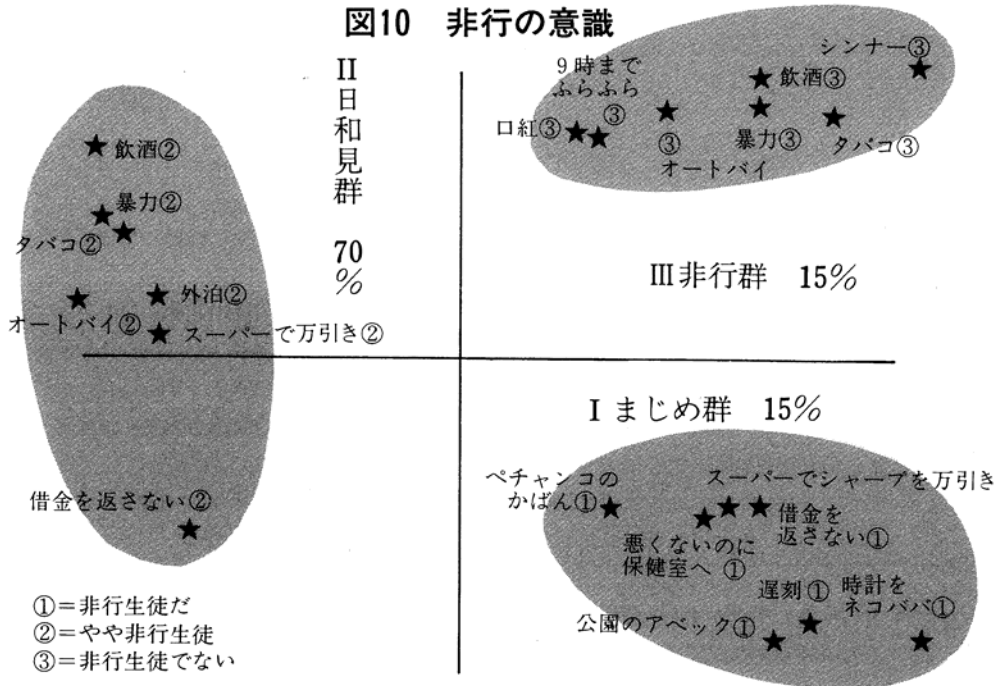 図10　非行の意識
II日和見群　70%
飲酒②
暴力②
タバコ②
外泊②
オートバイ②
スーパーで万引き②
借金を返さない②
①=非行生徒だ
②=やや非行生徒
③=非行生徒でない
シンナー③
9時まで
ふらふら
③
飲酒③
口紅③
暴力③
タバコ③
③
オートバイ
III非行群　15%
Iまじめ群　15%
ペチャンコの
かばん①
スーパーでシャープを万引き
借金を
返さない①
悪くないのに
保健室へ①
遅刻①
時計を
ネコババ①
公園のアベック①